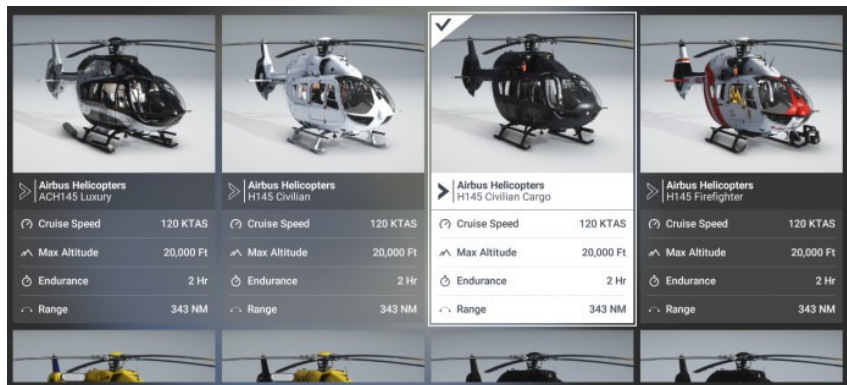 Airbus Helicopters
ACH145 Luxury
Cruise Speed 120 KTAS
Max Altitude 20,000 Ft
Endurance 2 Hr
Range 343 NM
Airbus Helicopters
H145 Civilian
Cruise Speed 120 KTAS
Max Altitude 20,000 Ft
Endurance 2 Hr
Range 343 NM
Airbus Helicopters
H145 Civilian Cargo
Cruise Speed 120 KTAS
Max Altitude 20,000 Ft
Endurance 2 Hr
Range 343 NM
Airbus Helicopters
H145 Firefighter
Cruise Speed 120 KTAS
Max Altitude 20,000 Ft
Endurance 2 Hr
Range 343 NM